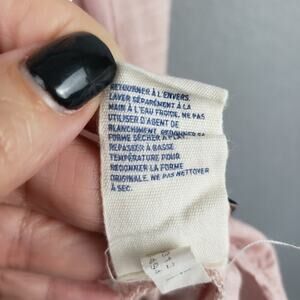 RETOURNER À L'ENVERS.
LAVER SÉPARÉMENT À LA
MAIN À L'EAU FROIDE. NE PAS
UTILISER D'AGENT DE
BLANCHIMENT. REDONNER SA
FORME SÉCHER À PLAT.
REPASSER À BASSE
TEMPÉRATURE POUR
REDONNER LA FORME
ORIGINALE. NE PAS NETTOYER
À SEC.